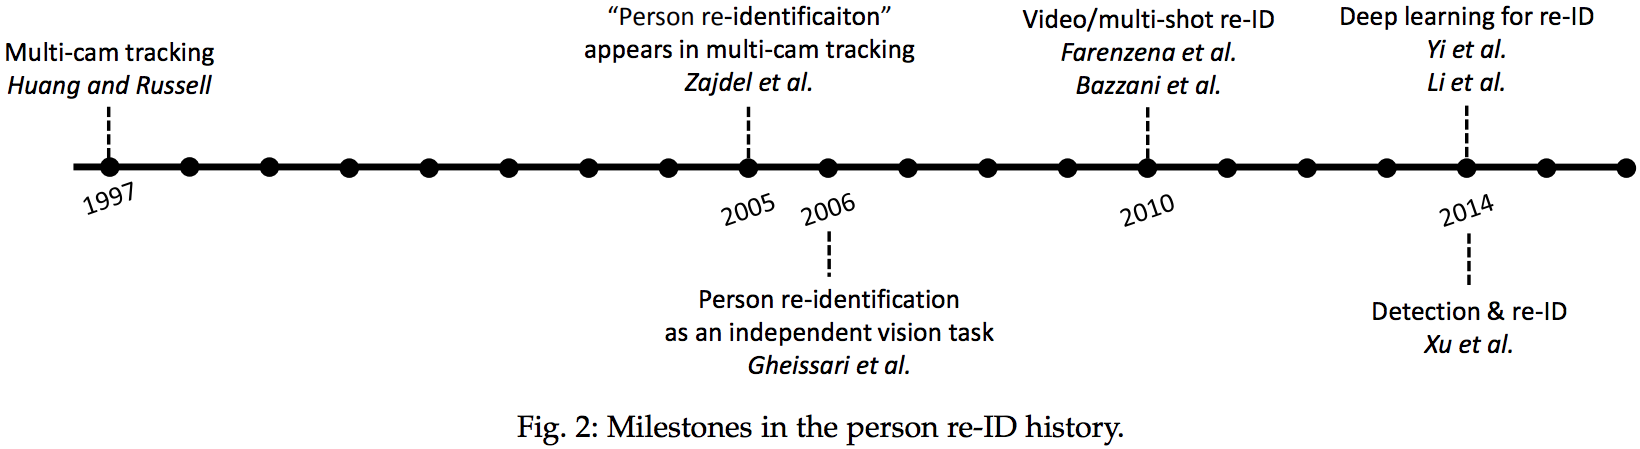 Multi-cam tracking
Huang and Russell
“Person re-identificaiton”
appears in multi-cam tracking
Zajdel et al.
Video/multi-shot re-ID
Farenzena et al.
Bazzani et al.
Deep learning for re-ID
Yi et al.
Li et al.
1997
2005
2006
2010
2014
Person re-identification
as an independent vision task
Gheissari et al.
Detection & re-ID
Xu et al.
Fig. 2: Milestones in the person re-ID history.